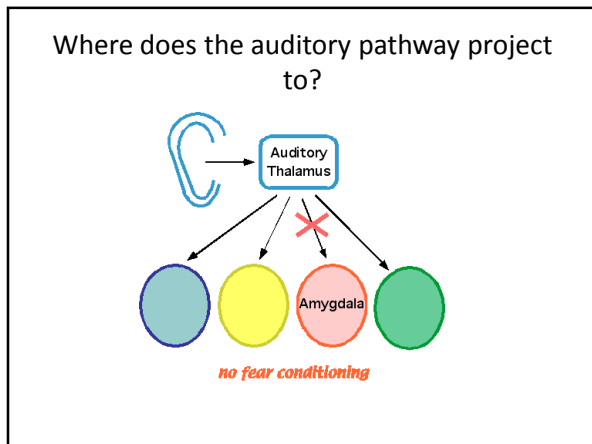 Where does the auditory pathway project
to?
Auditory
Thalamus
Amygdala
no fear conditioning